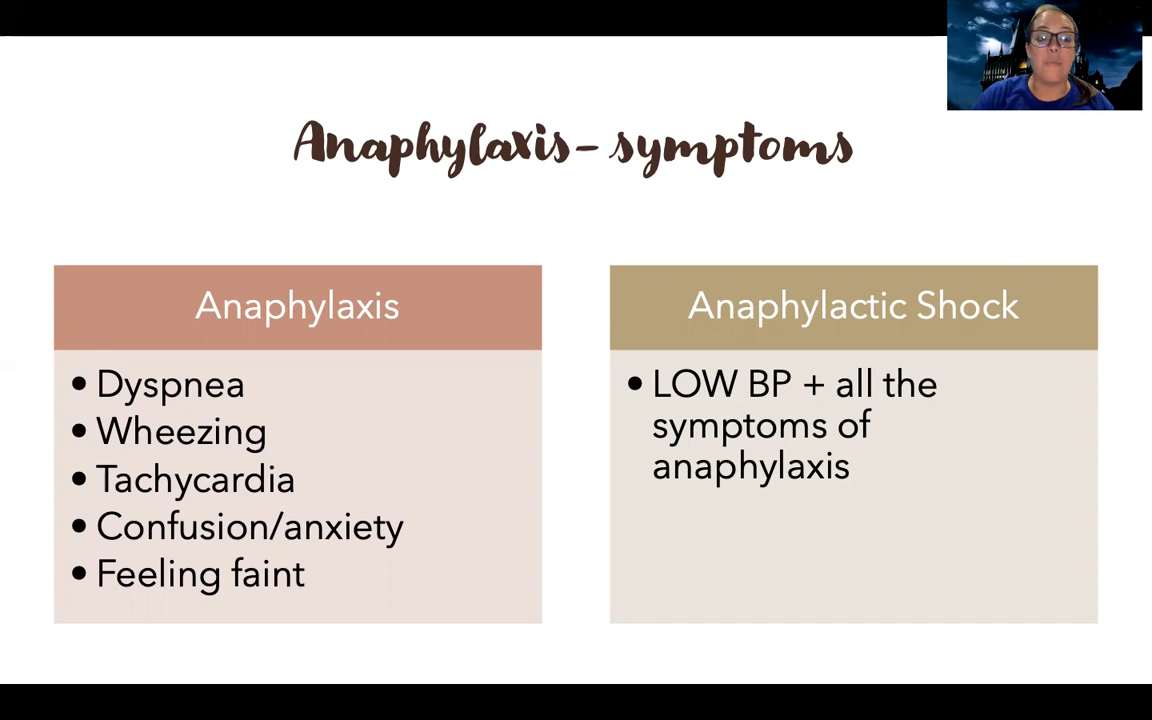 Anaphylaxis- symptoms
Anaphylaxis
• Dyspnea
• Wheezing
• Tachycardia
• Confusion/anxiety
• Feeling faint
Anaphylactic Shock
• LOW BP + all the
symptoms of
anaphylaxis